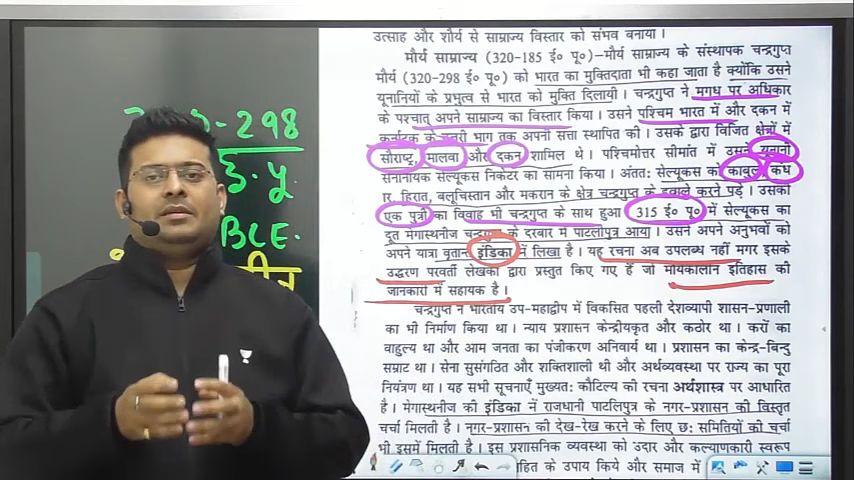 उत्साह और शौर्य से साम्राज्य विस्तार को संभव बनाया।
मौर्य साम्राज्य (320-185 ई० पू०)–मौर्य साम्राज्य के संस्थापक चन्द्रगुप्त
मौर्य (320-298 ई० पू०) को भारत का मुक्तिदाता भी कहा जाता है क्योंकि उसने
यूनानियों के प्रभुत्व से भारत को मुक्ति दिलायी। चन्द्रगुप्त ने मगध पर अधिकार
के पश्चात् अपने साम्राज्य का विस्तार किया। उसने पश्चिम भारत में और दकन में
कर्नाटक के उत्तरी भाग तक अपनी सत्ता स्थापित की। उसके द्वारा विजित क्षेत्रों में
सौराष्ट्र, मालवा और दकन शामिल थे। पश्चिमोत्तर सीमांत में उसने यूनानी
सेनानायक सेल्यूकस निकेटर का सामना किया। अंततः सेल्यूकस को काबुल, कंध
र, हिरात, बलूचिस्तान और मकरान के क्षेत्र चन्द्रगुप्त के हवाले करने पड़े। उसकी
एक पुत्री का विवाह भी चन्द्रगुप्त के साथ हुआ 315 ई० पू० में सेल्यूकस का
दूत मेगास्थनीज चन्द्रगुप्त के दरबार में पाटलीपुत्र आया। उसने अपने अनुभवों को
अपने यात्रा वृतान्त इंडिका में लिखा है। यह रचना अब उपलब्ध नहीं मगर इसके
उद्धरण परवर्ती लेखकों द्वारा प्रस्तुत किए गए हैं जो मौर्यकालीन इतिहास की
जानकारी में सहायक है।
चन्द्रगुप्त ने भारतीय उप-महाद्वीप में विकसित पहली देशव्यापी शासन-प्रणाली
का भी निर्माण किया था। न्याय प्रशासन केन्द्रीयकृत और कठोर था। करों का
बाहुल्य था और आम जनता का पंजीकरण अनिवार्य था। प्रशासन का केन्द्र-बिन्दु
सम्राट था। सेना सुसंगठित और शक्तिशाली थी और अर्थव्यवस्था पर राज्य का पूरा
नियंत्रण था। यह सभी सूचनाएँ मुख्यतः कौटिल्य की रचना अर्थशास्त्र पर आधारित
है। मेगास्थनीज की इंडिका में राजधानी पाटलिपुत्र के नगर-प्रशासन की विस्तृत
चर्चा मिलती है। नगर-प्रशासन की देख-रेख करने के लिए छः समितियों की चर्चा
भी इसमें मिलती है। इस प्रशासनिक व्यवस्था को उदार और कल्याणकारी स्वरूप
हित के उपाय किये और समाज में
298
ई.पू
BCE.